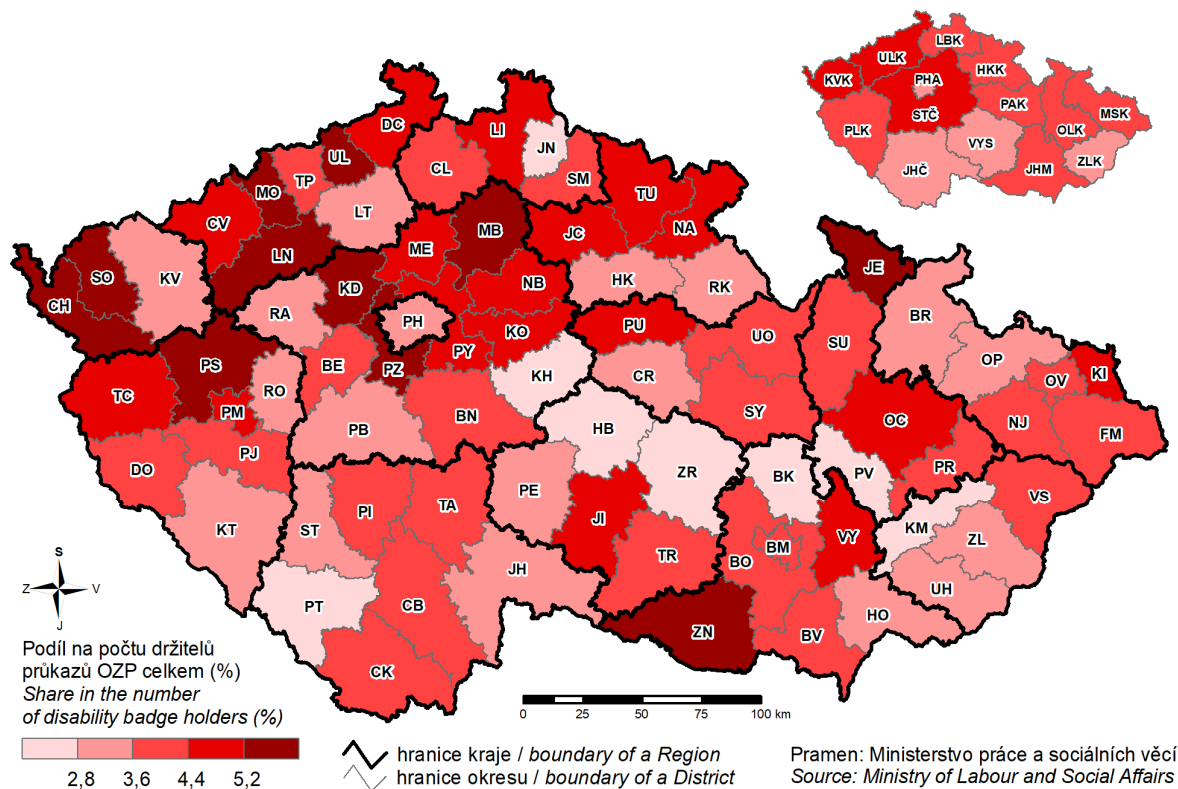 LBK
ULK
HKK
KVK
PHA
STČ
PAK
MSK
PLK
OLK
VYS
JHČ
JHM
ZLK
DC
LI
JN
UL
TP
CL
SM
MO
LT
TU
CV
MB
JC
NA
ME
LN
SO
KV
CH
KD
NB
HK
RK
JE
RA
PH
PU
BR
KO
UO
SU
PS
BE
PZ
PY
OP
KH
CR
OV
KI
TC
RO
PM
PB
BN
SY
OC
NJ
FM
HB
DO
PJ
ZR
BK
PV
PR
PE
VS
KT
ST
PI
TA
JI
VY
KM
ZL
TR
BM
BO
JH
UH
PT
CB
HO
ZN
BV
CK
S
Z V
J
Podíl na počtu držitelů
průkazů OZP celkem (%)
Share in the number
of disability badge holders (%)
2,8 3,6 4,4 5,2
0 25 50 75 100 km
hranice kraje / boundary of a Region
hranice okresu / boundary of a District
Pramen: Ministerstvo práce a sociálních věcí
Source: Ministry of Labour and Social Affairs